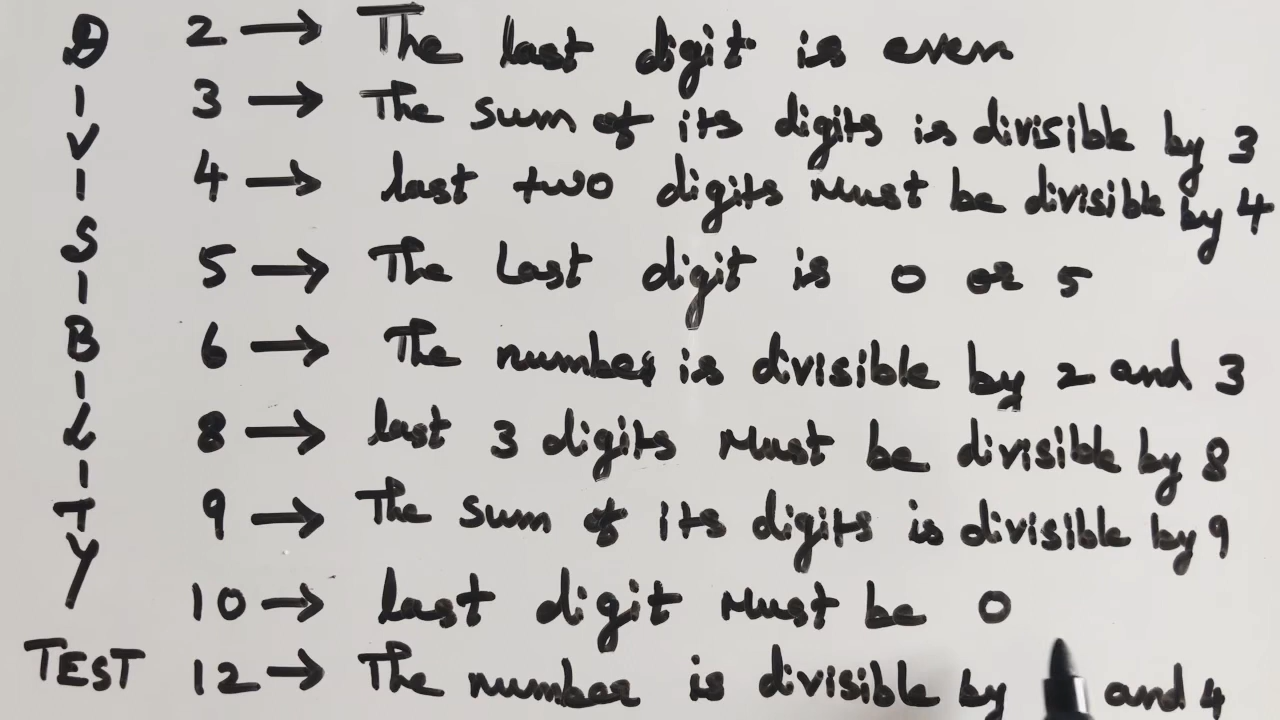 DIVISIBILITY TEST
2 → The last digit is even
3 → The sum of its digits is divisible by 3
4 → last two digits must be divisible by 4
5 → The Last digit is 0 or 5
6 → The number is divisible by 2 and 3
8 → last 3 digits must be divisible by 8
9 → The sum of its digits is divisible by 9
10 → last digit must be 0
12 → The number is divisible by and 4